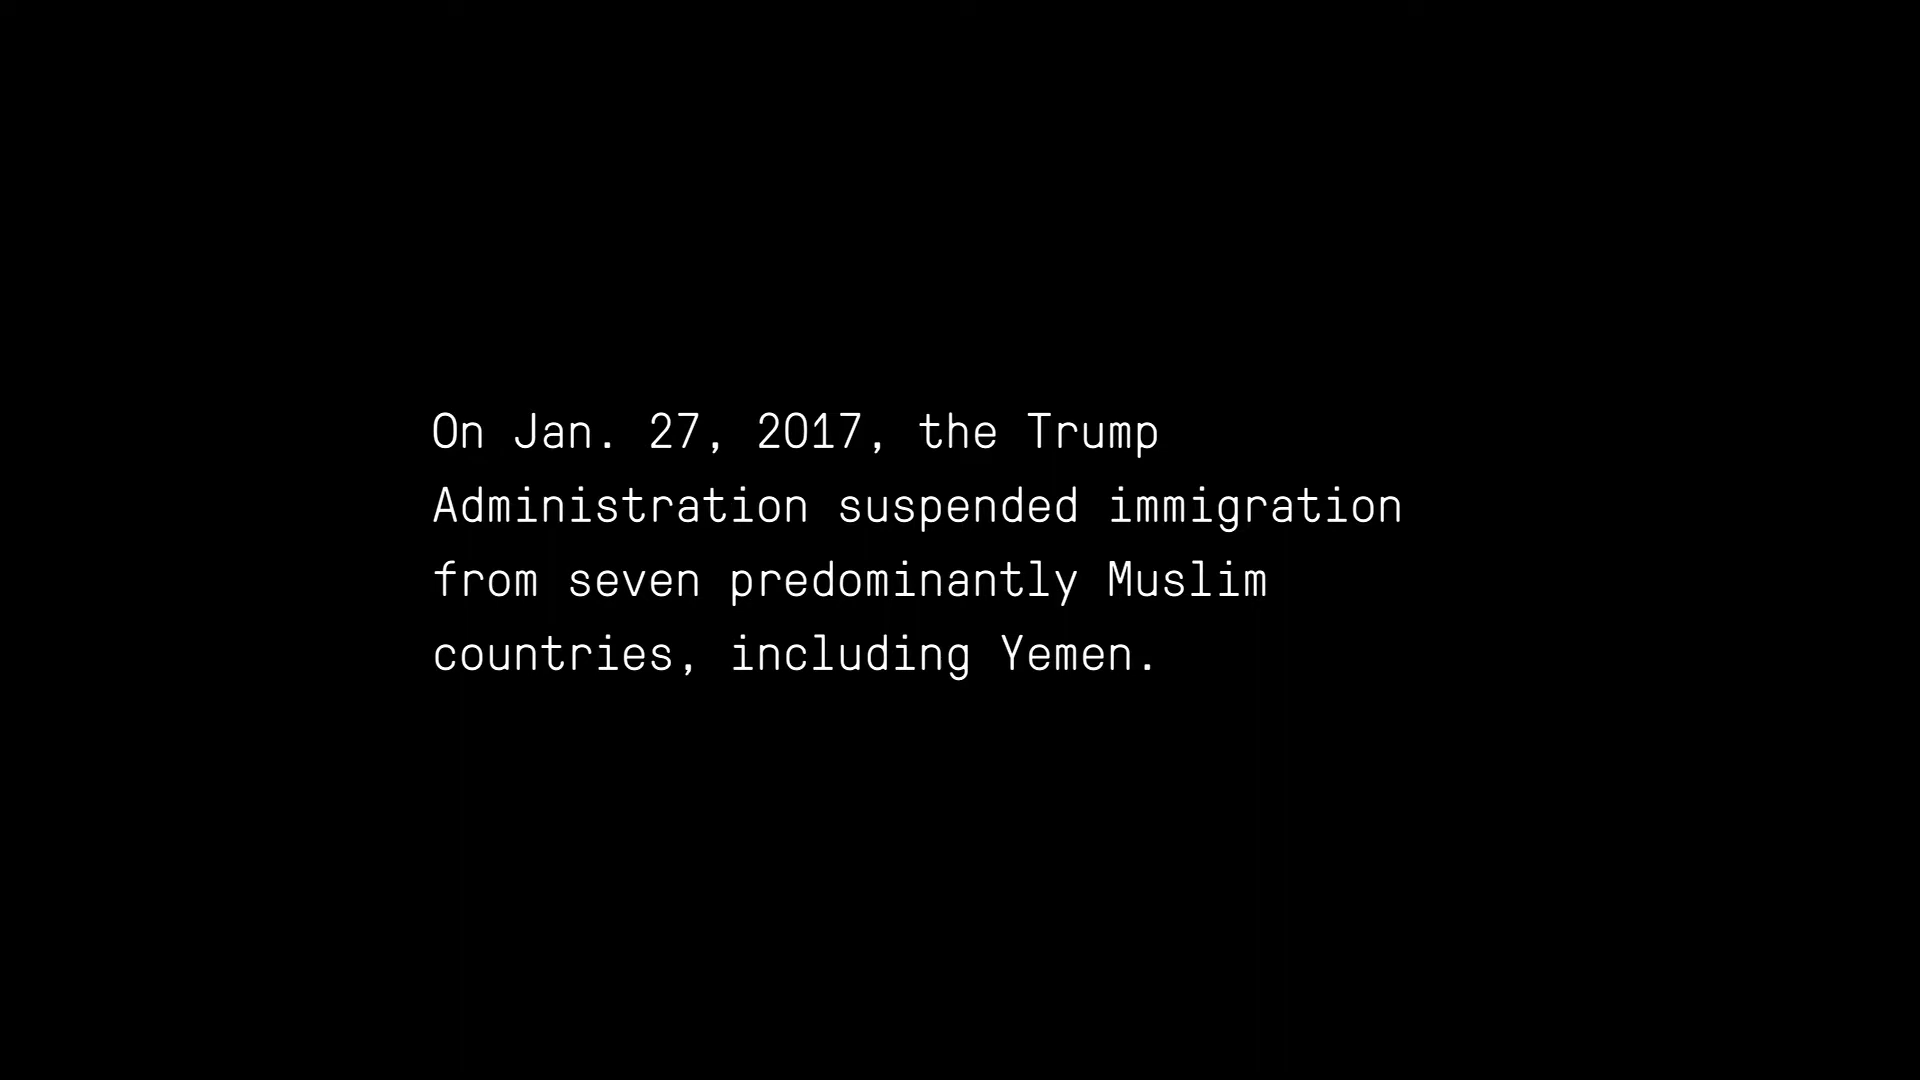 On Jan. 27, 2017, the Trump
Administration suspended immigration
from seven predominantly Muslim
countries, including Yemen.